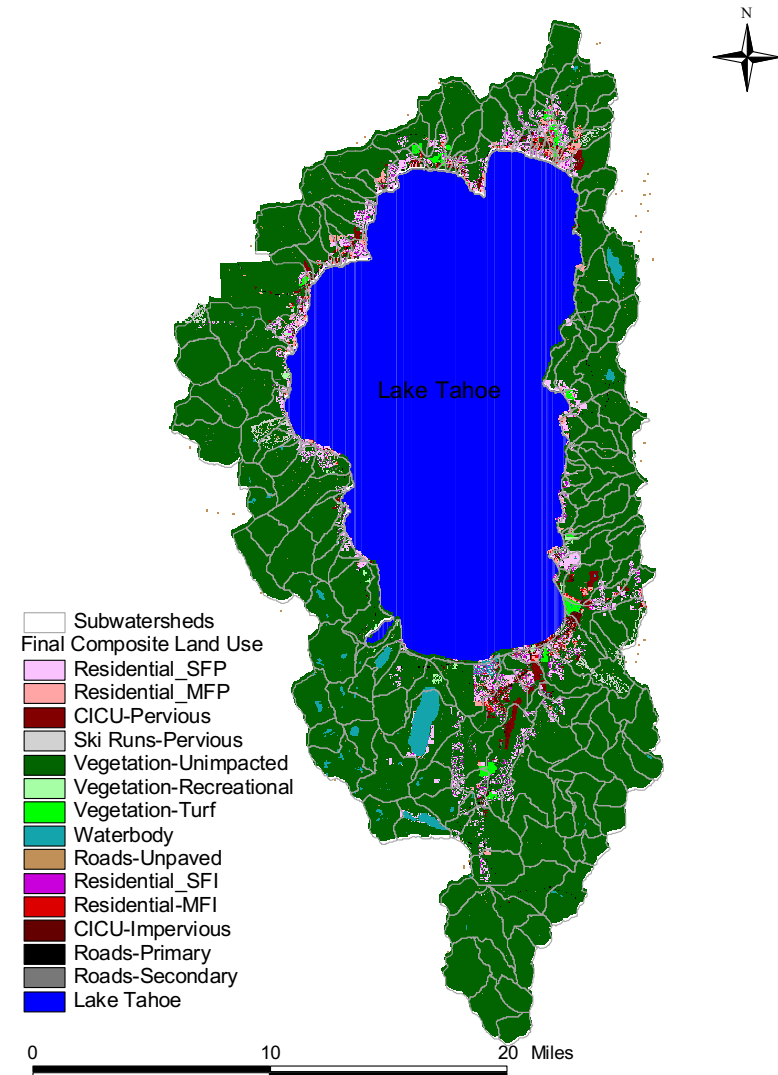 N
Lake Tahoe
Subwatersheds
Final Composite Land Use
Residential_SFP
Residential_MFP
CICU-Pervious
Ski Runs-Pervious
Vegetation-Unimpacted
Vegetation-Recreational
Vegetation-Turf
Waterbody
Roads-Unpaved
Residential_SFI
Residential-MFI
CICU-Impervious
Roads-Primary
Roads-Secondary
Lake Tahoe
0 10 20 Miles